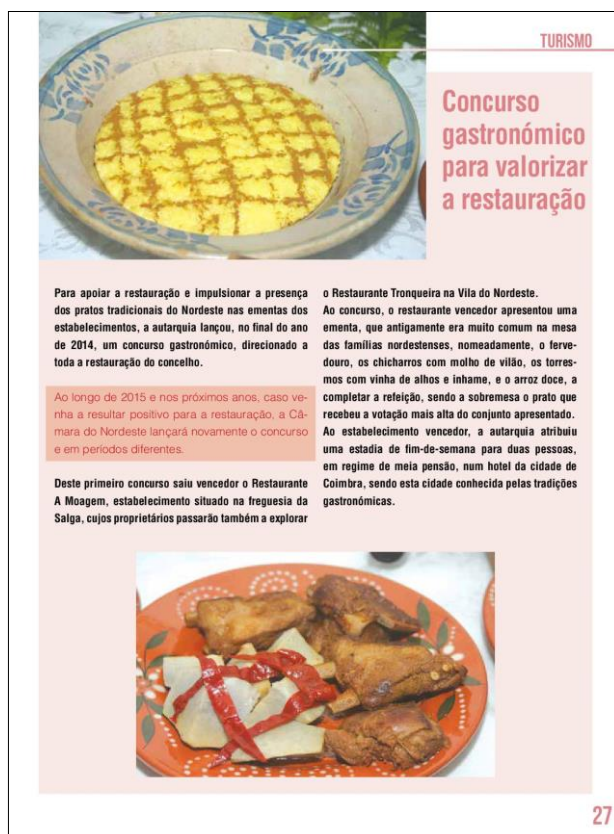 TURISMO
Concurso
gastronómico
para valorizar
a restauração
Para apoiar a restauração e impulsionar a presença
dos pratos tradicionais do Nordeste nas ementas dos
estabelecimentos, a autarquia lançou, no final do ano
de 2014, um concurso gastronómico, direcionado a
toda a restauração do concelho.
Ao longo de 2015 e nos próximos anos, caso ve-
nha a resultar positivo para a restauração, a Câ-
mara do Nordeste lançará novamente o concurso
e em períodos diferentes.
Deste primeiro concurso saiu vencedor o Restaurante
A Moagem, estabelecimento situado na freguesia da
Salga, cujos proprietários passarão também a explorar
o Restaurante Tronqueira na Vila do Nordeste.
Ao concurso, o restaurante vencedor apresentou uma
ementa, que antigamente era muito comum na mesa
das famílias nordestenses, nomeadamente, o ferve-
douro, os chicharros com molho de vilão, os torres-
mos com vinha de alhos e inhame, e o arroz doce, a
completar a refeição, sendo a sobremesa o prato que
recebeu a votação mais alta do conjunto apresentado.
Ao estabelecimento vencedor, a autarquia atribuiu
uma estadia de fim-de-semana para duas pessoas,
em regime de meia pensão, num hotel da cidade de
Coimbra, sendo esta cidade conhecida pelas tradições
gastronómicas.
27